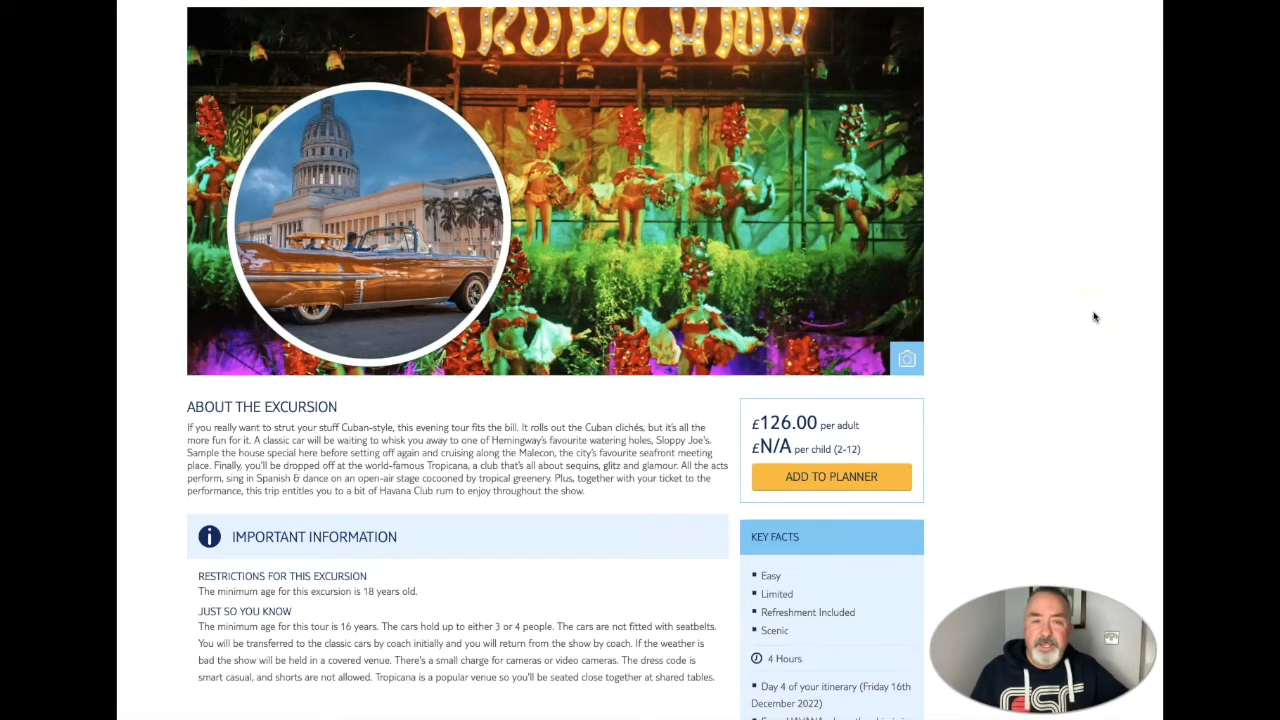 TROPICANA
ABOUT THE EXCURSION
If you really want to strut your stuff Cuban-style, this evening tour fits the bill. It rolls out the Cuban clichés, but it's all the
more fun for it. A classic car will be waiting to whisk you away to one of Hemingway's favourite watering holes, Sloppy Joe's.
Sample the house special here before setting off again and cruising along the Malecon, the city's favourite seafront meeting
place. Finally, you'll be dropped off at the world-famous Tropicana, a club that's all about sequins, glitz and glamour. All the acts
perform, sing in Spanish & dance on an open-air stage cocooned by tropical greenery. Plus, together with your ticket to the
performance, this trip entitles you to a bit of Havana Club rum to enjoy throughout the show.
£126.00 per adult
£N/A per child (2-12)
ADD TO PLANNER
IMPORTANT INFORMATION
RESTRICTIONS FOR THIS EXCURSION
The minimum age for this excursion is 18 years old.
JUST SO YOU KNOW
The minimum age for this tour is 16 years. The cars hold up to either 3 or 4 people. The cars are not fitted with seatbelts.
You will be transferred to the classic cars by coach initially and you will return from the show by coach. If the weather is
bad the show will be held in a covered venue. There's a small charge for cameras or video cameras. The dress code is
smart casual, and shorts are not allowed. Tropicana is a popular venue so you'll be seated close together at shared tables.
KEY FACTS
Easy
Limited
Refreshment Included
Scenic
4 Hours
Day 4 of your itinerary (Friday 16th
December 2022)